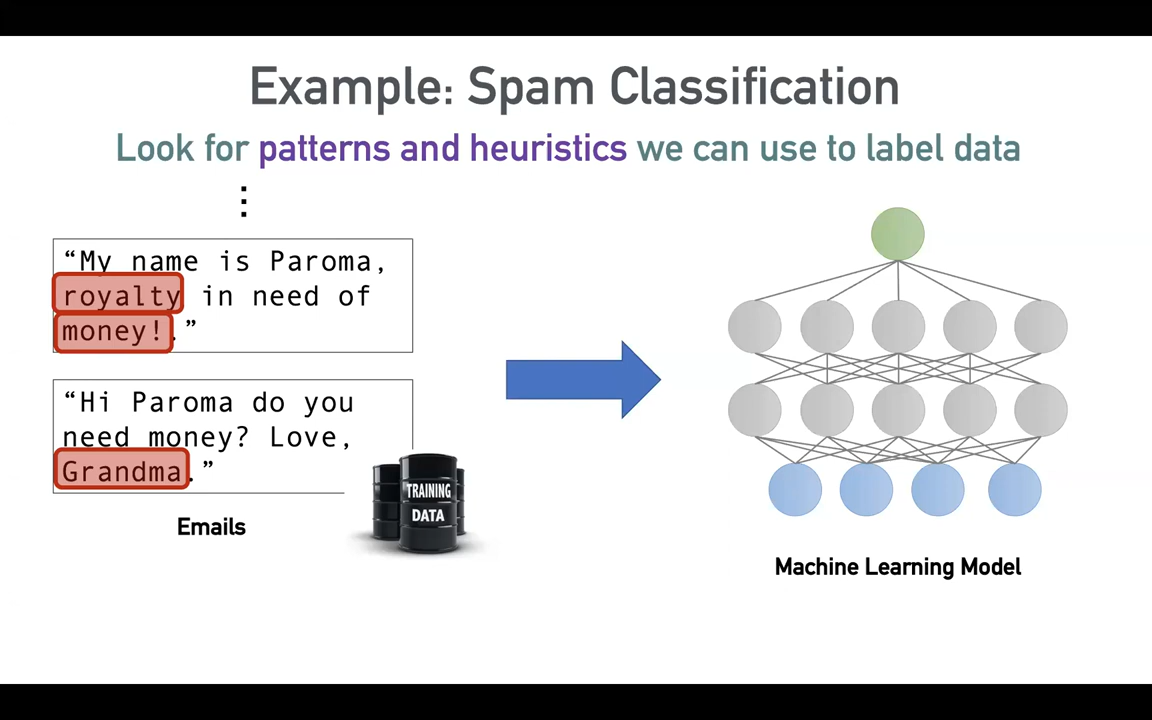 Example: Spam Classification
Look for patterns and heuristics we can use to label data
“My name is Paroma,
royalty in need of
money!.”
“Hi Paroma do you
need money? Love,
Grandma.”
TRAINING
DATA
Emails
Machine Learning Model